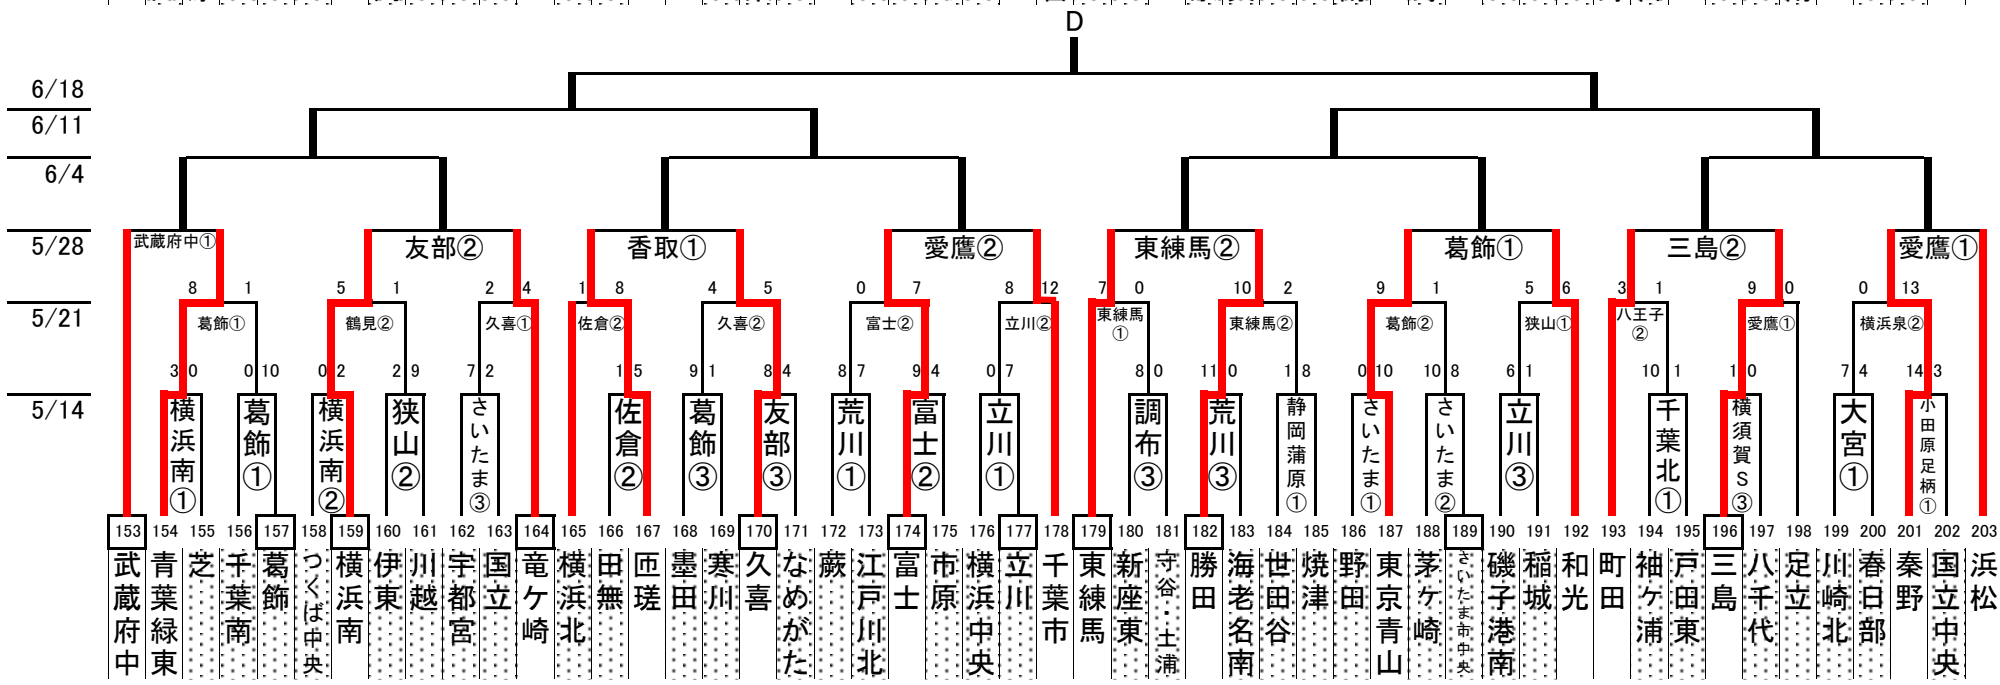 D
6/18
6/11
6/4
5/28
武蔵府中① 友部② 香取① 愛鷹② 東練馬② 葛飾① 三島② 愛鷹①
8 1 5 1 2 4 1 8 4 5 0 7 8 12 7 0 10 2 9 1 5 6 3 1 9 0 0 13
5/21
葛飾① 鶴見② 久喜① 佐倉② 久喜② 富士② 立川② 東練馬① 東練馬② 葛飾② 狭山① 八王子② 愛鷹① 横浜泉②
3 0 0 10 0 2 2 9 7 2 1 5 9 1 8 4 8 7 9 4 0 7 8 0 11 0 1 8 0 10 10 8 6 1 10 1 1 0 7 4 14 3
5/14
横浜南① 葛飾① 横浜南② 狭山② さいたま③ 佐倉② 葛飾③ 友部③ 荒川① 富士② 立川① 調布③ 荒川③ 静岡蒲原① さいたま① さいたま② 立川③ 千葉北① 横須賀S③ 大宮① 小田原足柄①
153 154 155 156 157 158 159 160 161 162 163 164 165 166 167 168 169 170 171 172 173 174 175 176 177 178 179 180 181 182 183 184 185 186 187 188 189 190 191 192 193 194 195 196 197 198 199 200 201 202 203
武蔵府中 青葉緑東 芝 千葉南 葛飾 つくば中央 横浜南 伊東 川越 宇都宮 国立 竜ケ崎 横浜北 田無 匝瑳 墨田 寒川 久喜 なめがた 蕨 江戸川北 富士 市原 横浜中央 立川 千葉市 東練馬 新座東 守谷・土浦 勝田 海老名南 世田谷 焼津 野田 東京青山 茅ケ崎 さいたま市中央 磯子港南 稲城 和光 町田 袖ケ浦 戸田東 三島 八千代 足立 川崎北 春日部 秦野 国立中央 浜松